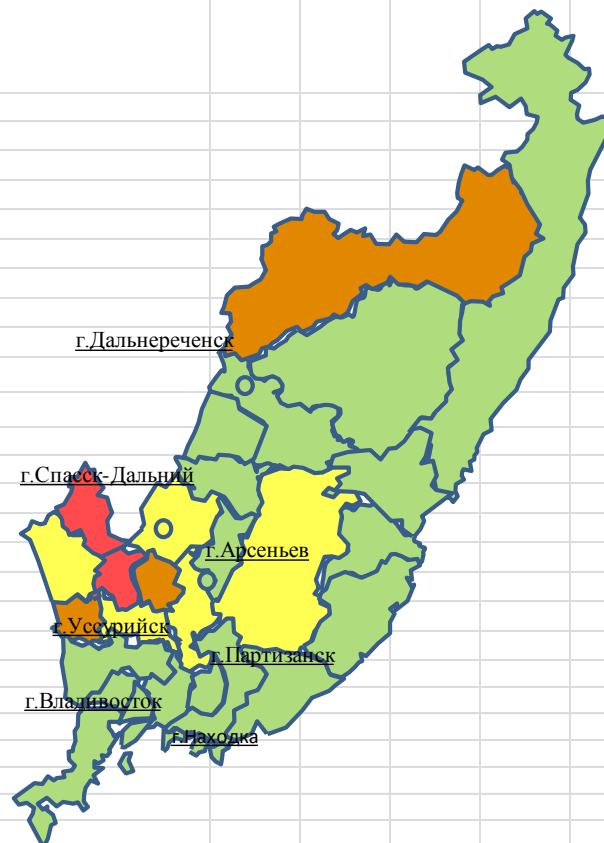 г.Дальнереченск
г.Спасск-Дальний
г.Арсеньев
г.Уссурийск
г.Партизанск
г.Владивосток
г.Находка